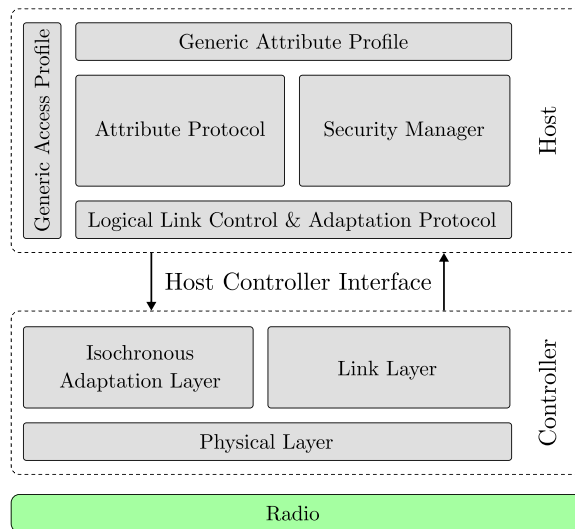 Generic Access Profile
Generic Attribute Profile
Attribute Protocol
Security Manager
Logical Link Control & Adaptation Protocol
Host
Host Controller Interface
Isochronous
Adaptation Layer
Link Layer
Physical Layer
Controller
Radio